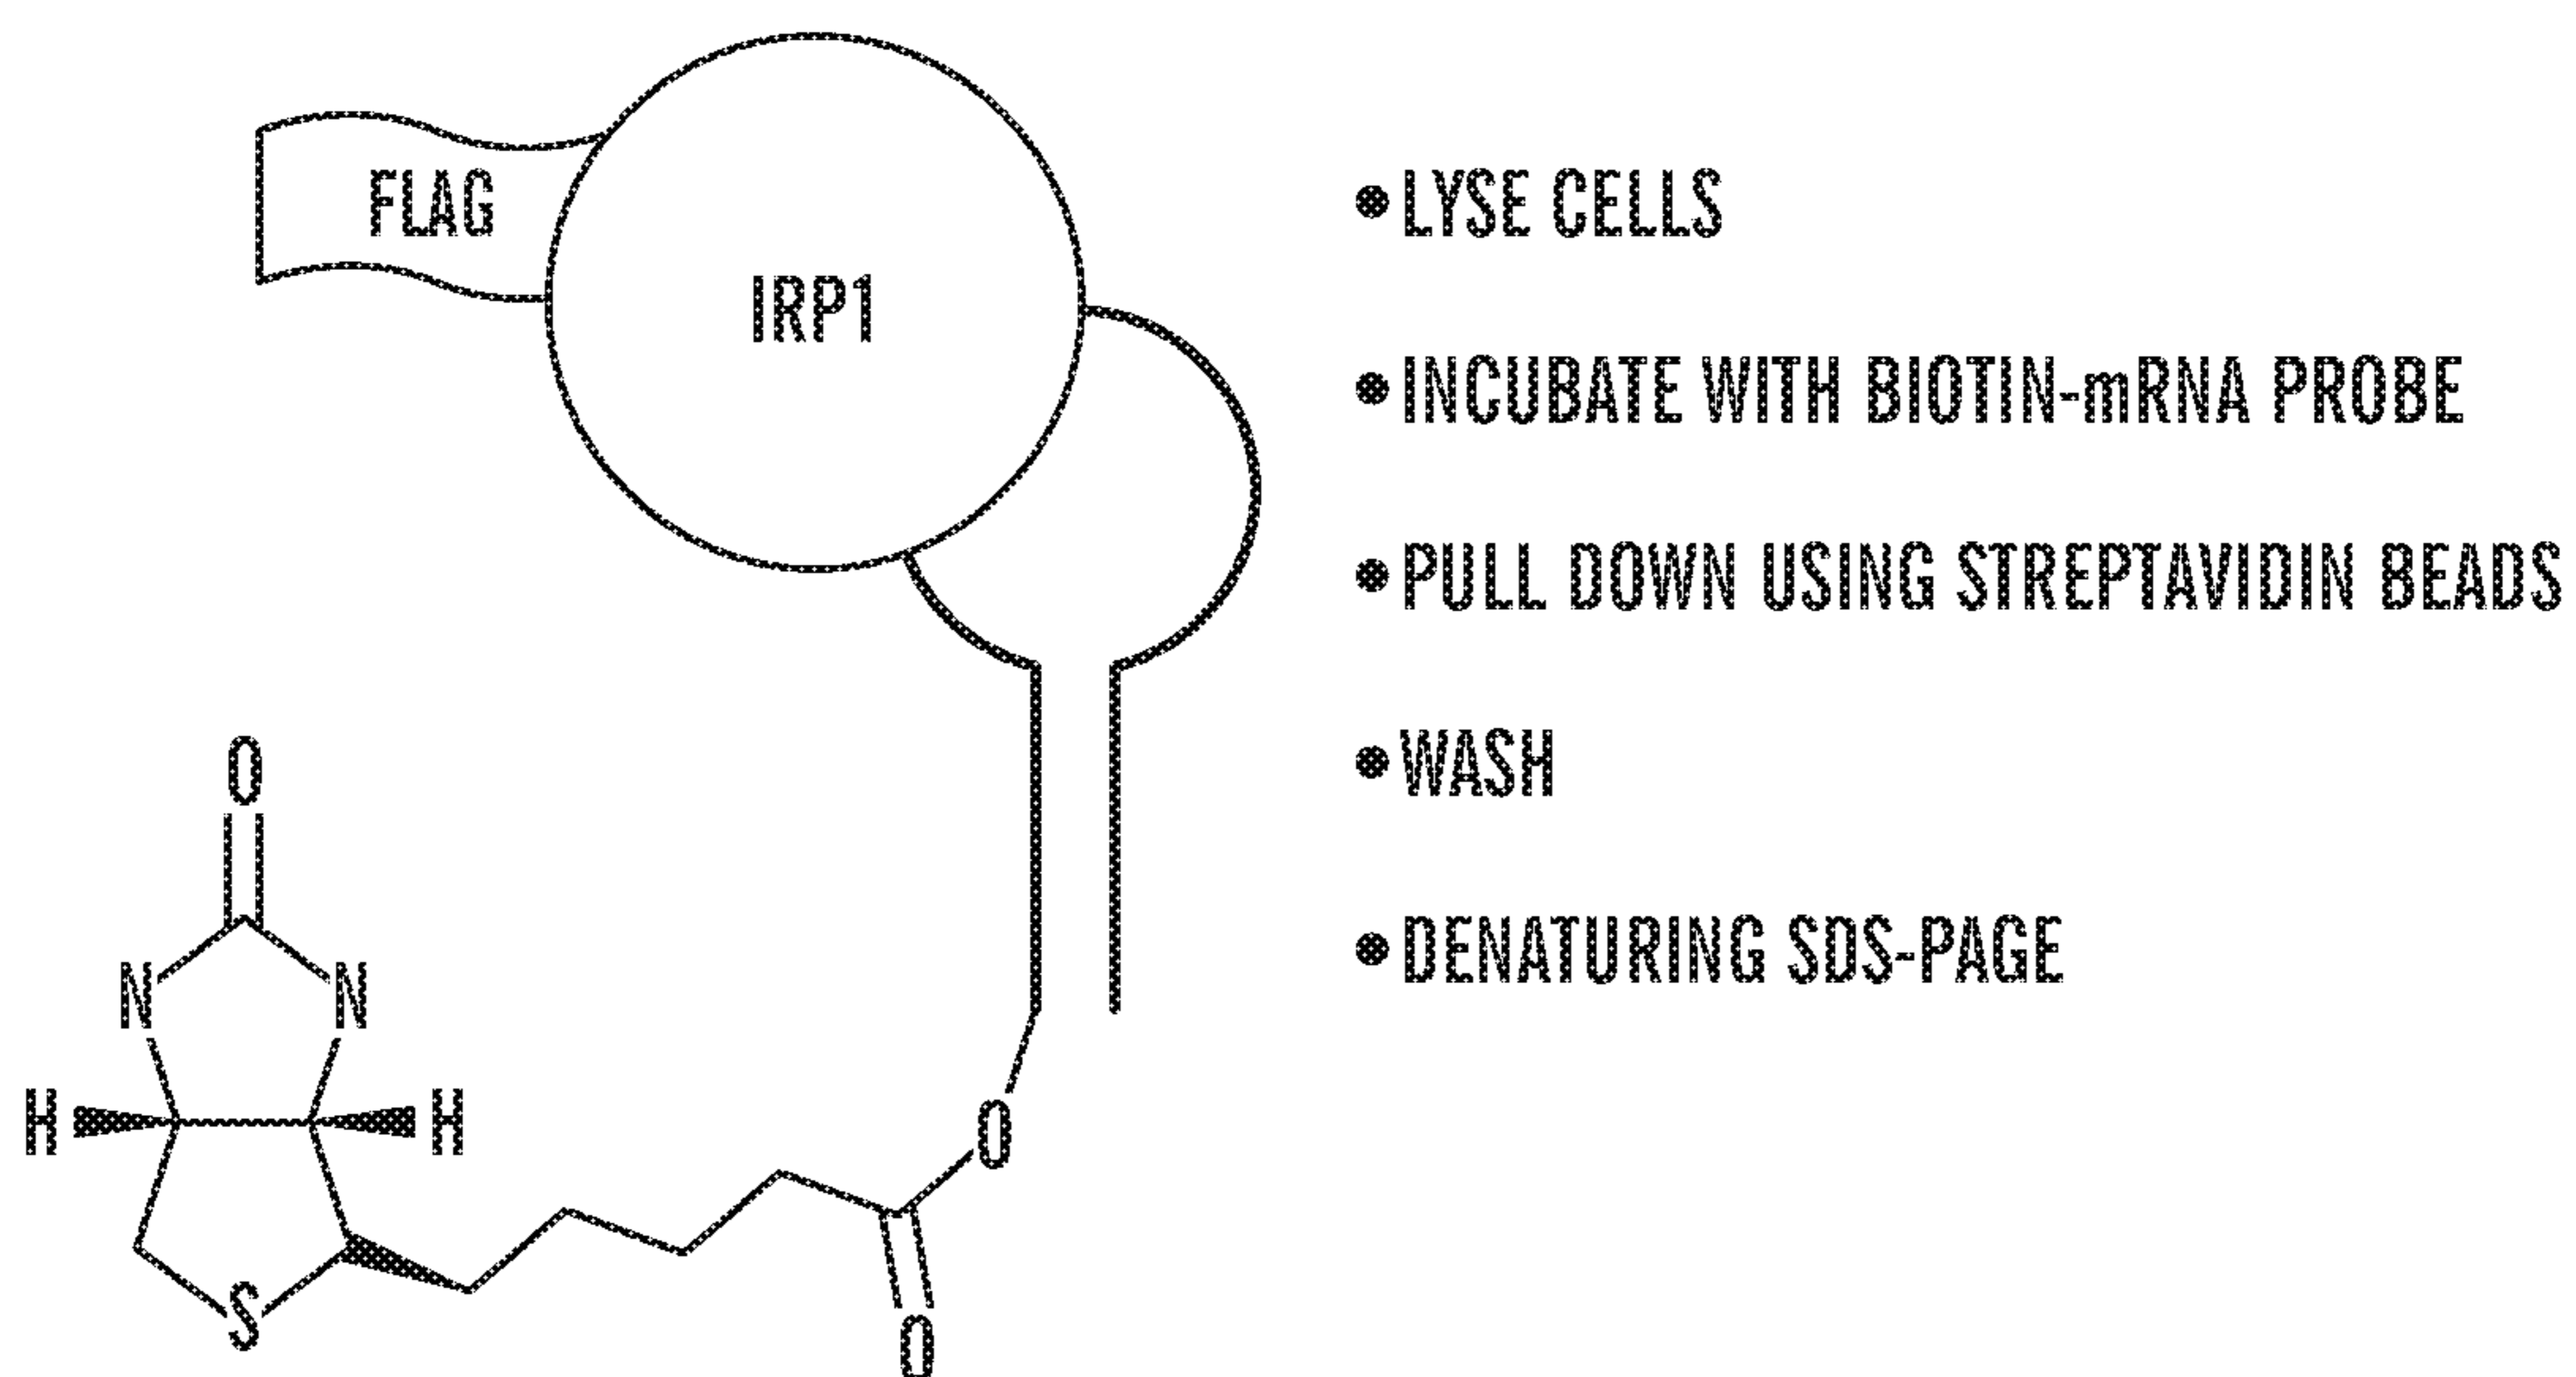 FLAG
IRP1
• LYSE CELLS
• INCUBATE WITH BIOTIN-mRNA PROBE
• PULL DOWN USING STREPTAVIDIN BEADS
• WASH
• DENATURING SDS-PAGE
O
N N
H H
O
S
O